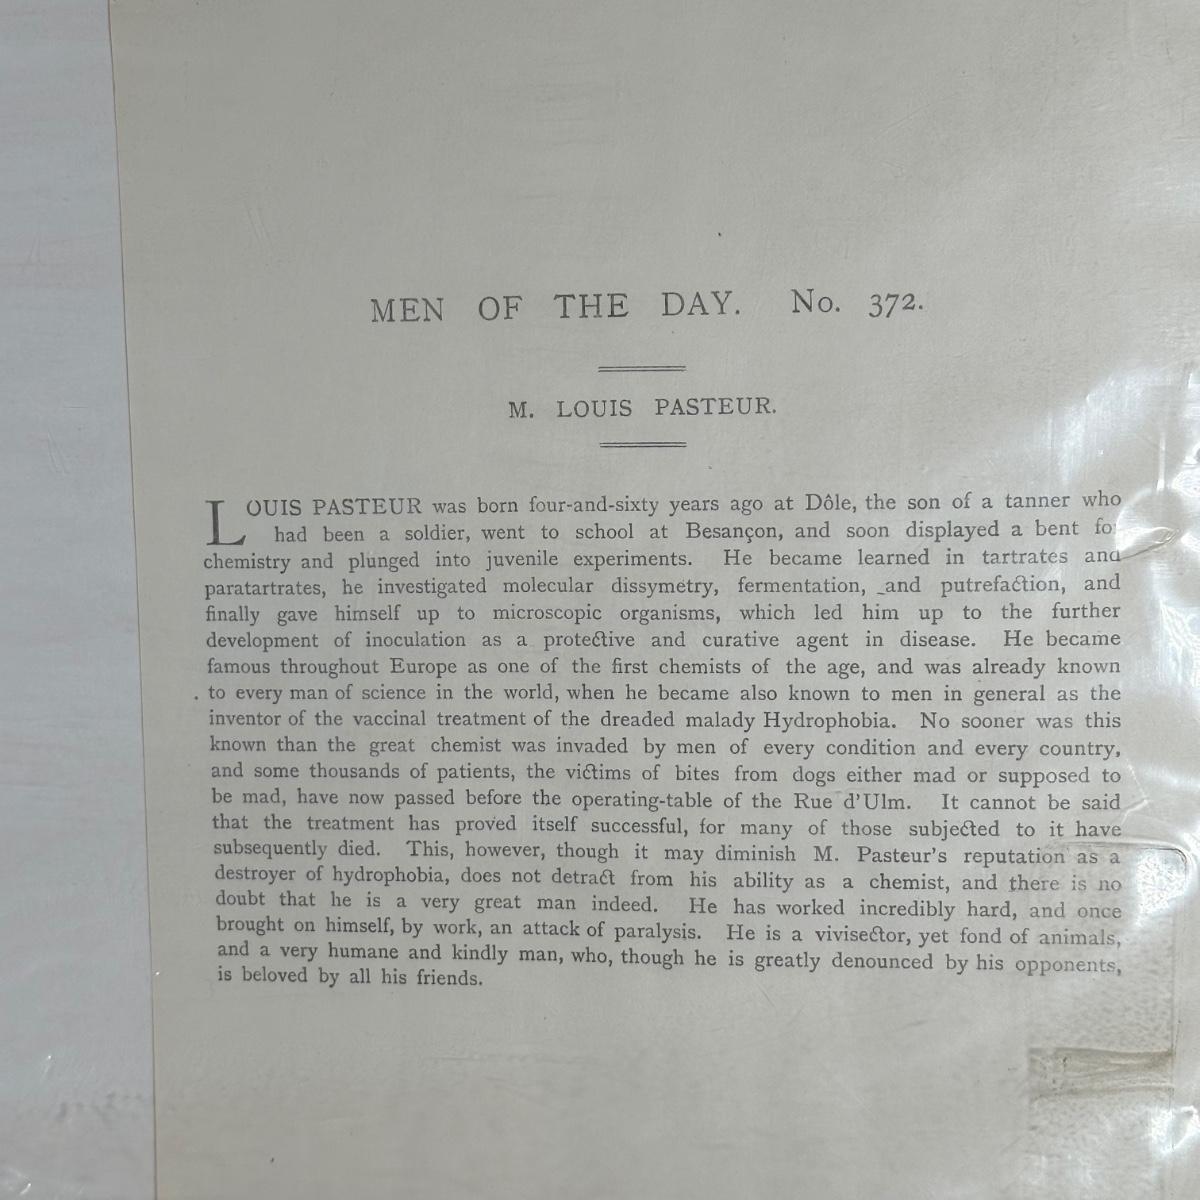 MEN OF THE DAY. No. 372.
M. LOUIS PASTEUR.
LOUIS PASTEUR was born four-and-sixty years ago at Dôle, the son of a tanner who
had been a soldier, went to school at Besançon, and soon displayed a bent fo
chemistry and plunged into juvenile experiments. He became learned in tartrates and
paratartrates, he investigated molecular dissymetry, fermentation, and putrefaction, and
finally gave himself up to microscopic organisms, which led him up to the further
development of inoculation as a protective and curative agent in disease. He became
famous throughout Europe as one of the first chemists of the age, and was already known
to every man of science in the world, when he became also known to men in general as the
inventor of the vaccinal treatment of the dreaded malady Hydrophobia. No sooner was this
known than the great chemist was invaded by men of every condition and every country,
and some thousands of patients, the victims of bites from dogs either mad or supposed to
be mad, have now passed before the operating-table of the Rue d'Ulm. It cannot be said
that the treatment has proved itself successful, for many of those subjected to it have
subsequently died. This, however, though it may diminish M. Pasteur's reputation as a
destroyer of hydrophobia, does not detract from his ability as a chemist, and there is no
doubt that he is a very great man indeed. He has worked incredibly hard, and once
brought on himself, by work, an attack of paralysis. He is a vivisector, yet fond of animals,
and a very humane and kindly man, who, though he is greatly denounced by his opponents,
is beloved by all his friends.